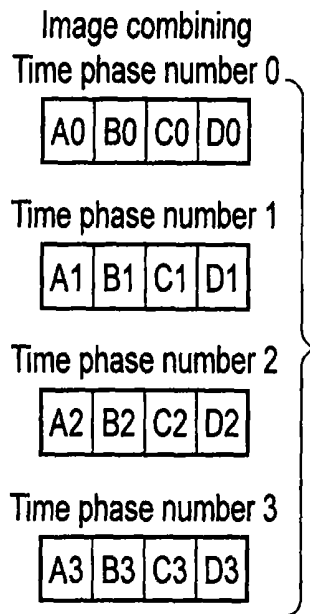 Image combining
Time phase number 0
A0 B0 C0 D0
Time phase number 1
A1 B1 C1 D1
Time phase number 2
A2 B2 C2 D2
Time phase number 3
A3 B3 C3 D3